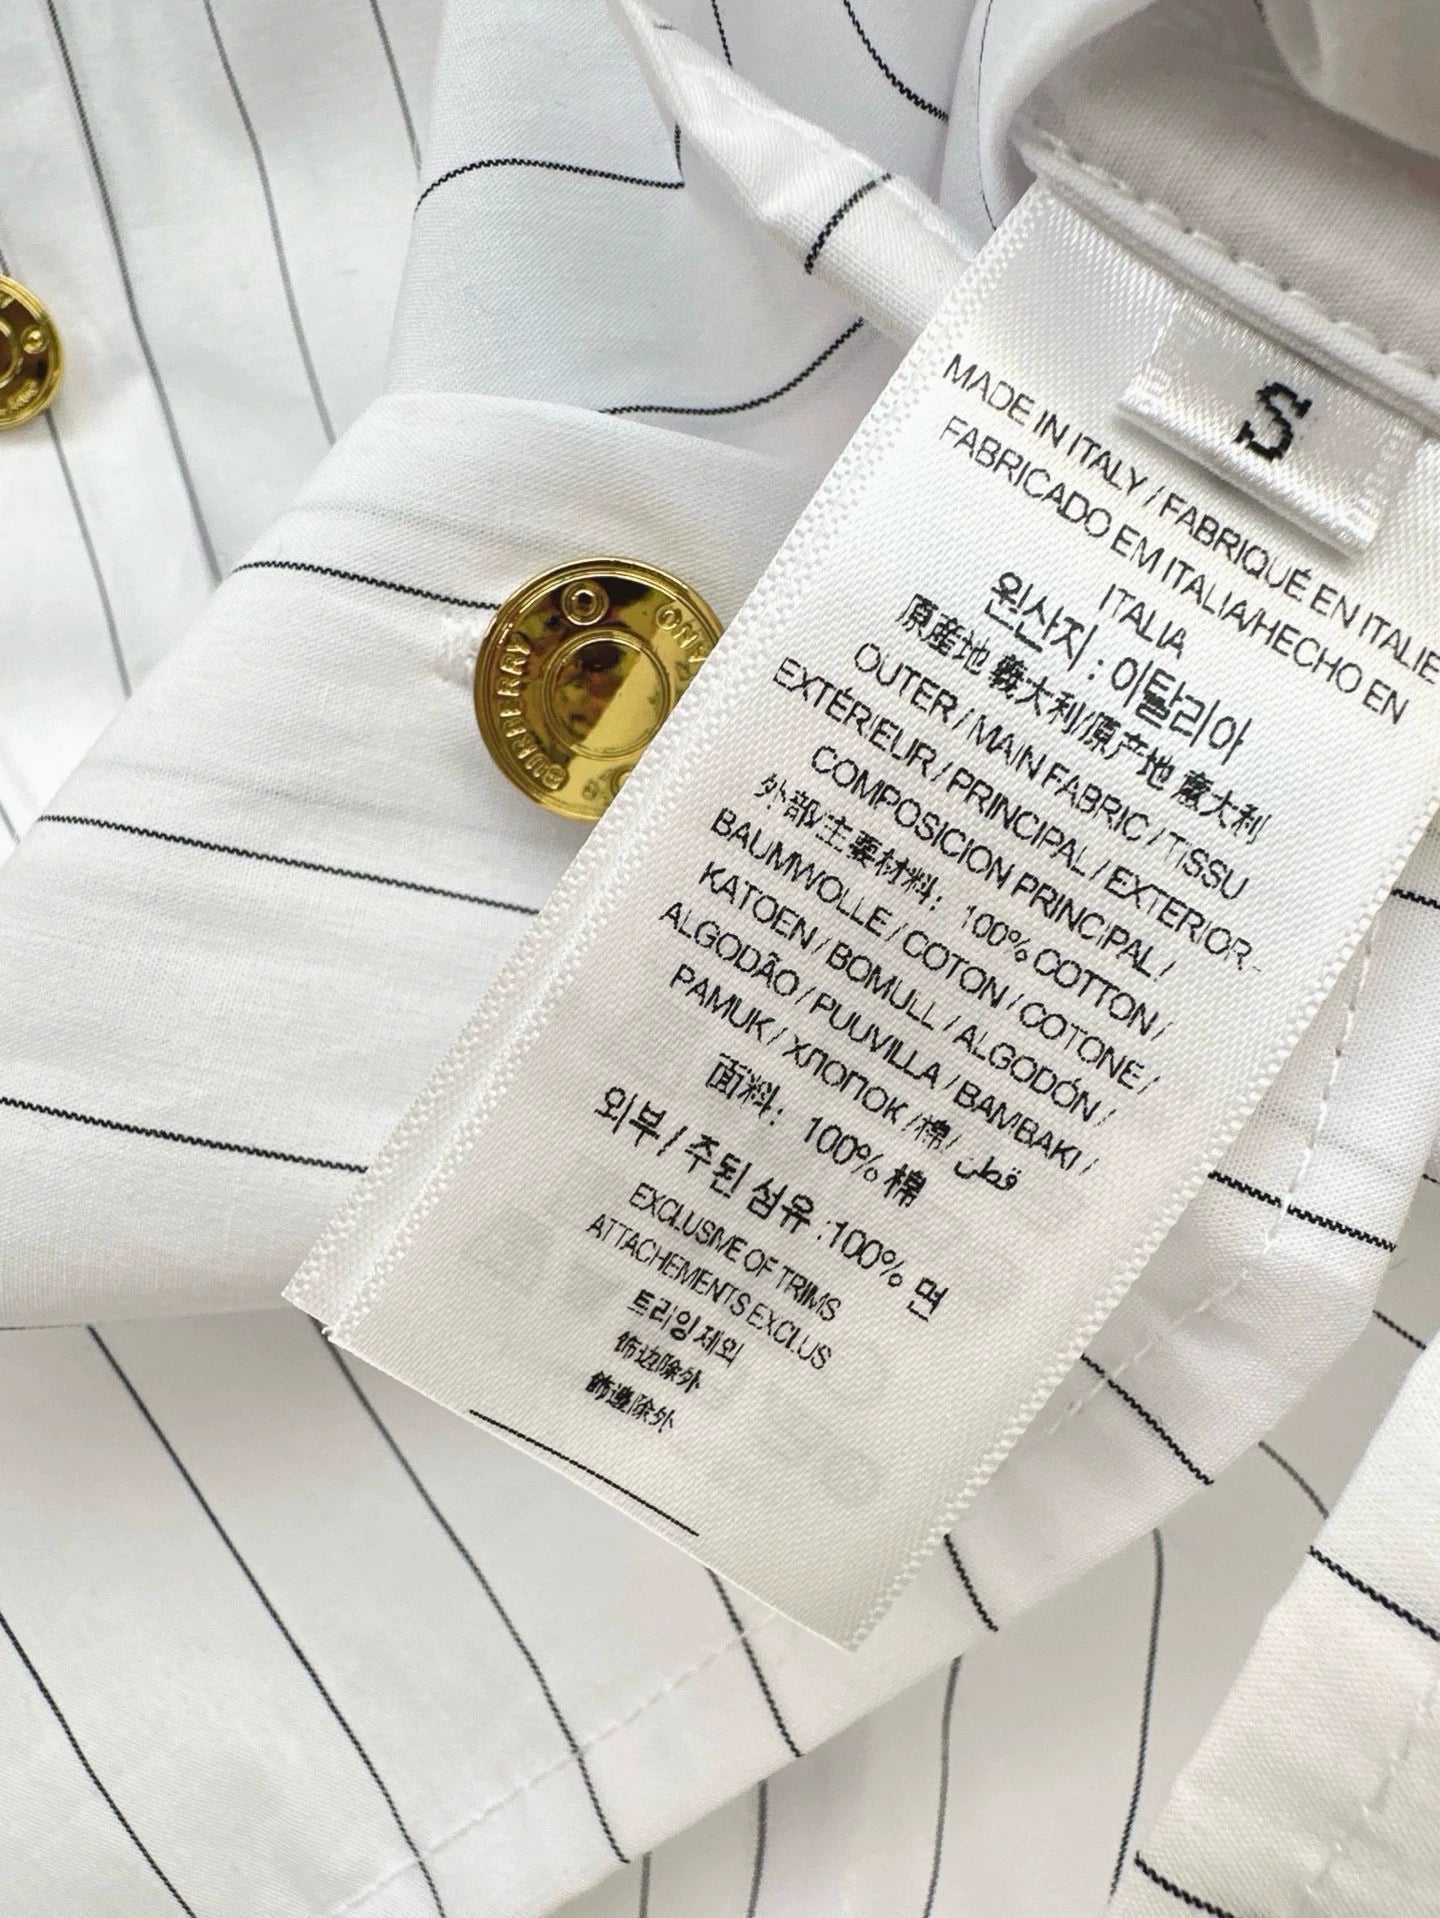 S
MADE IN ITALY / FABRIQUÉ EN ITALIE
FABRICADO EM ITALIA/HECHO EN
ITALIA
원산지 : 이탈리아
原産地 義大利/原产地 意大利
OUTER / MAIN FABRIC / TISSU
EXTÉRIEUR / PRINCIPAL / EXTERIOR-
COMPOSICION PRINCIPAL /
外部主要材料: 100% COTTON /
BAUMWOLLE / COTON / COTONE /
KATOEN / BOMULL / ALGODÓN /
ALGODÃO / PUUVILLA / BAMBAKI /
PAMUK / ХЛОПОК /棉/ قطن
面料: 100% 棉
외부 / 주된 섬유 :100% 면
EXCLUSIVE OF TRIMS
ATTACHEMENTS EXCLUS
트리밍제외
饰边除外
飾邊除外
BURBERRY